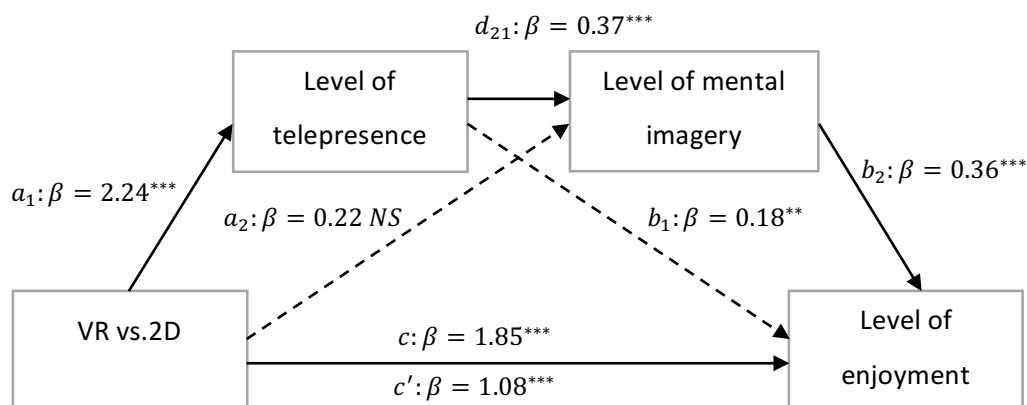 d₂₁: β = 0.37***
Level of
telepresence
Level of mental
imagery
a₁: β = 2.24***
a₂: β = 0.22 NS
b₁: β = 0.18**
b₂: β = 0.36***
VR vs.2D
c: β = 1.85***
c′: β = 1.08***
Level of
enjoyment